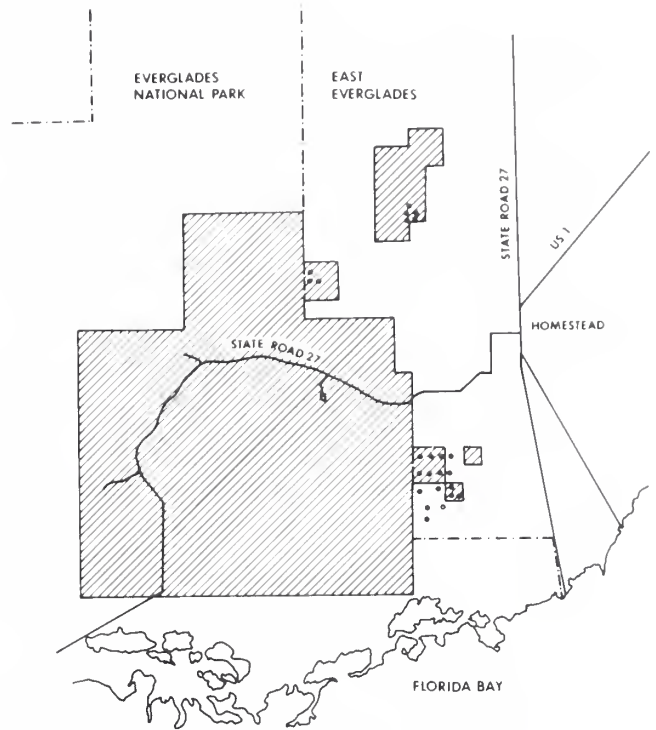 EVERGLADES
NATIONAL PARK
EAST
EVERGLADES
STATE ROAD 27
US 1
HOMESTEAD
STATE ROAD 27
FLORIDA BAY